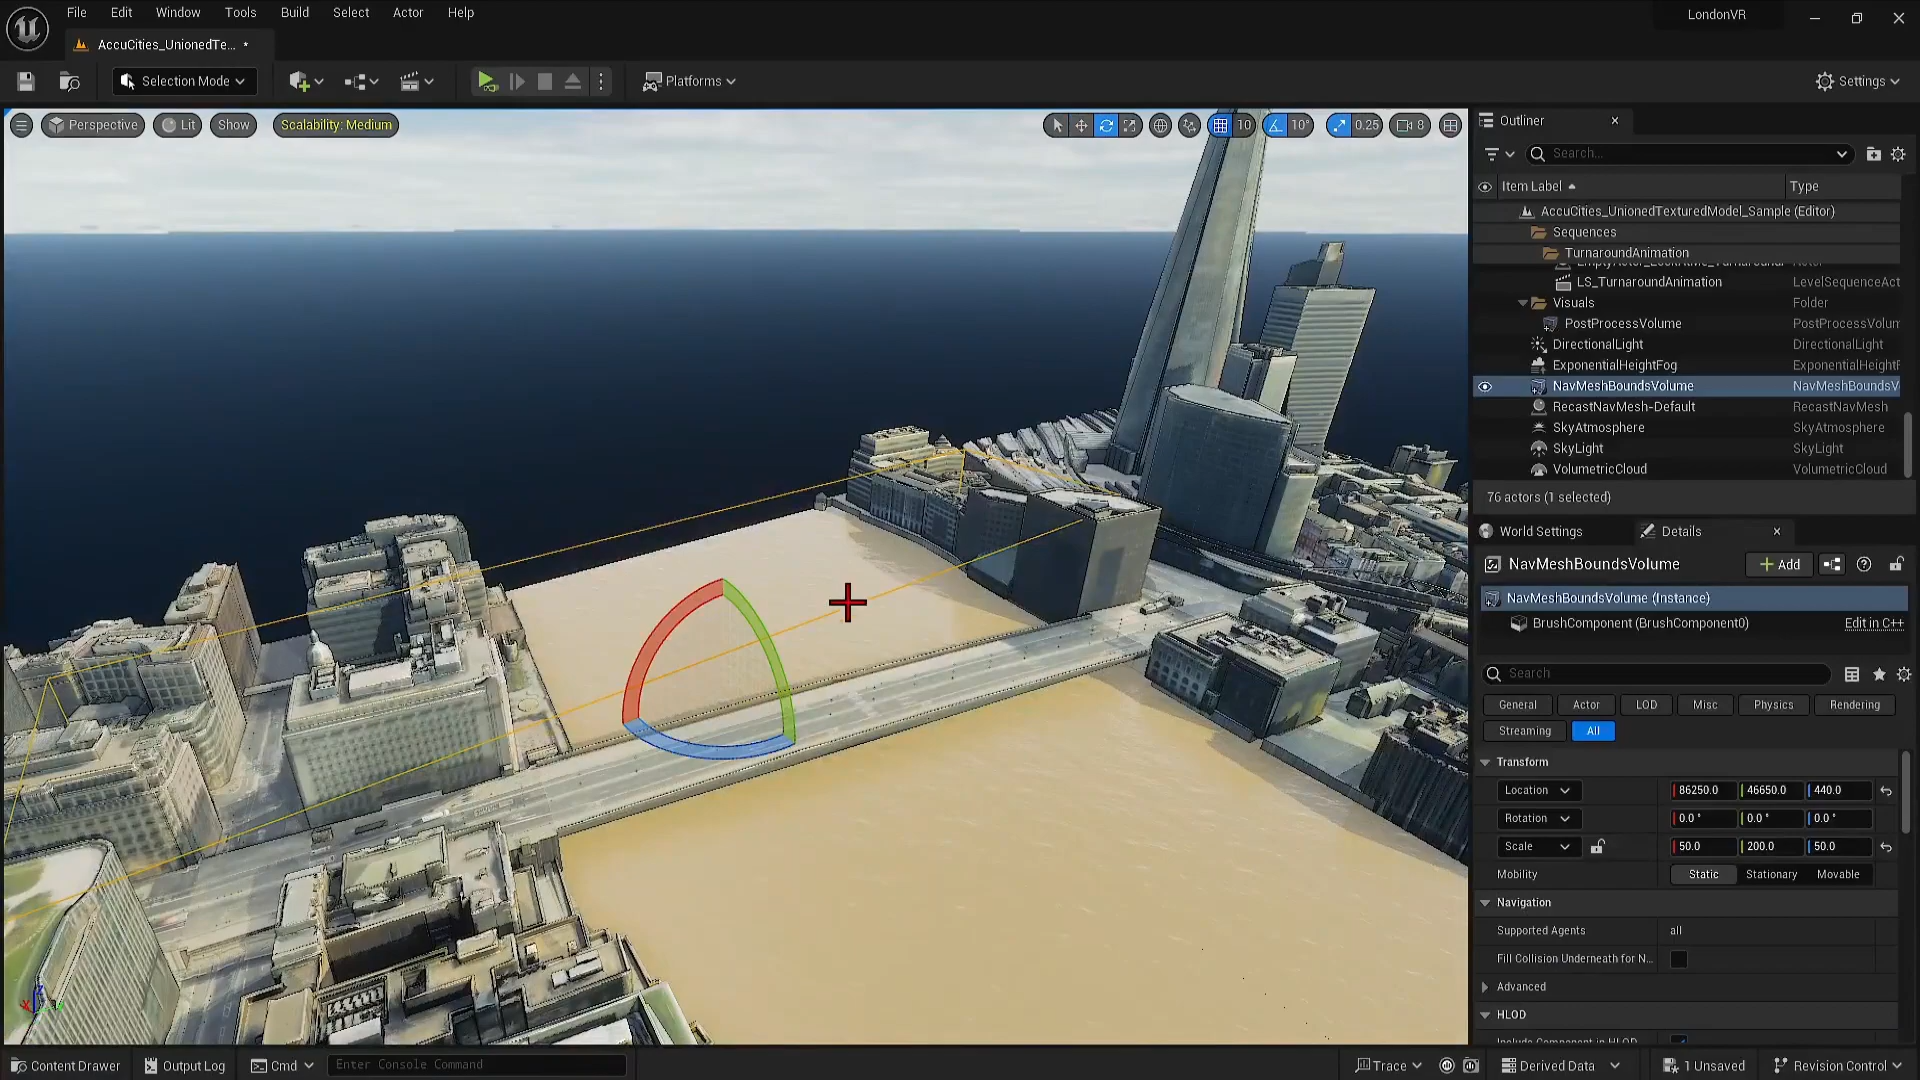 File Edit Window Tools Build Select Actor Help
LondonVR
AccuCities_UnionedTe... •
Selection Mode
Platforms
Settings
Perspective Lit Show Scalability: Medium
10 10° 0.25 8
Outliner
Search...
Item Label Type
AccuCities_UnionedTexturedModel_Sample (Editor)
Sequences
TurnaroundAnimation
LS_TurnaroundAnimation LevelSequenceAct
Visuals Folder
PostProcessVolume PostProcessVolum
DirectionalLight DirectionalLight
ExponentialHeightFog ExponentialHeightF
NavMeshBoundsVolume NavMeshBoundsV
RecastNavMesh-Default RecastNavMesh
SkyAtmosphere SkyAtmosphere
SkyLight SkyLight
VolumetricCloud VolumetricCloud
76 actors (1 selected)
World Settings Details
NavMeshBoundsVolume Add
NavMeshBoundsVolume (Instance)
BrushComponent (BrushComponent0) Edit in C++
Search
General Actor LOD Misc Physics Rendering
Streaming All
Transform
Location 86250.0 46650.0 440.0
Rotation 0.0 ° 0.0 ° 0.0 °
Scale 50.0 200.0 50.0
Mobility Static Stationary Movable
Navigation
Supported Agents all
Fill Collision Underneath for N...
Advanced
HLOD
Include Component in HLOD
Content Drawer Output Log Cmd Enter Console Command
Trace Derived Data 1 Unsaved Revision Control